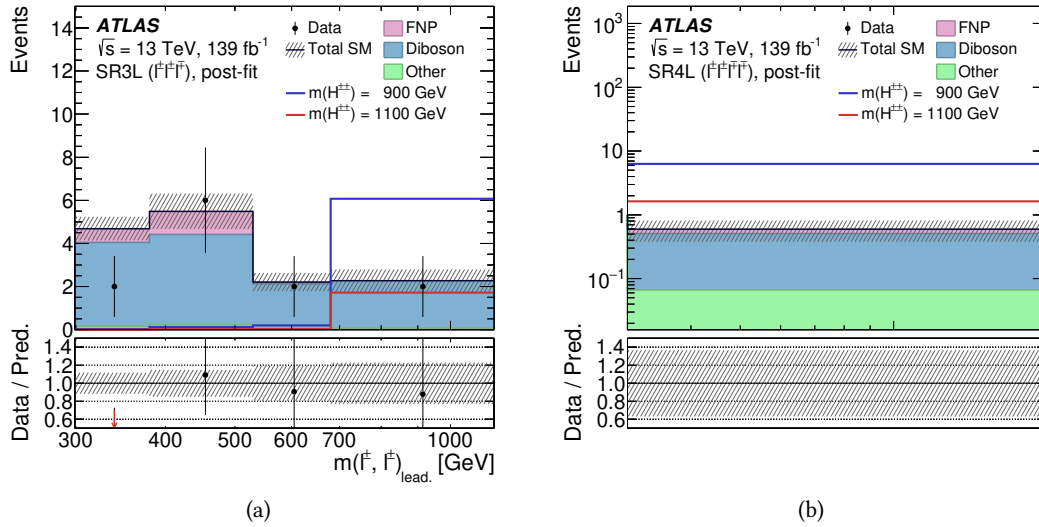 ATLAS
√s = 13 TeV, 139 fb⁻¹
SR3L (l±l±l∓), post-fit
Data
FNP
Total SM
Diboson
Other
m(H±±) = 900 GeV
m(H±±) = 1100 GeV
Events
15
14
12
10
8
6
4
2
0
Data / Pred.
1.4
1.2
1.0
0.8
0.6
300
400
500
600
700
1000
m(l±, l±)lead. [GeV]
(a)
ATLAS
√s = 13 TeV, 139 fb⁻¹
SR4L (l±l±l∓l∓), post-fit
Data
FNP
Total SM
Diboson
Other
m(H±±) = 900 GeV
m(H±±) = 1100 GeV
Events
10³
10²
10
1
10⁻¹
Data / Pred.
1.4
1.2
1.0
0.8
0.6
(b)